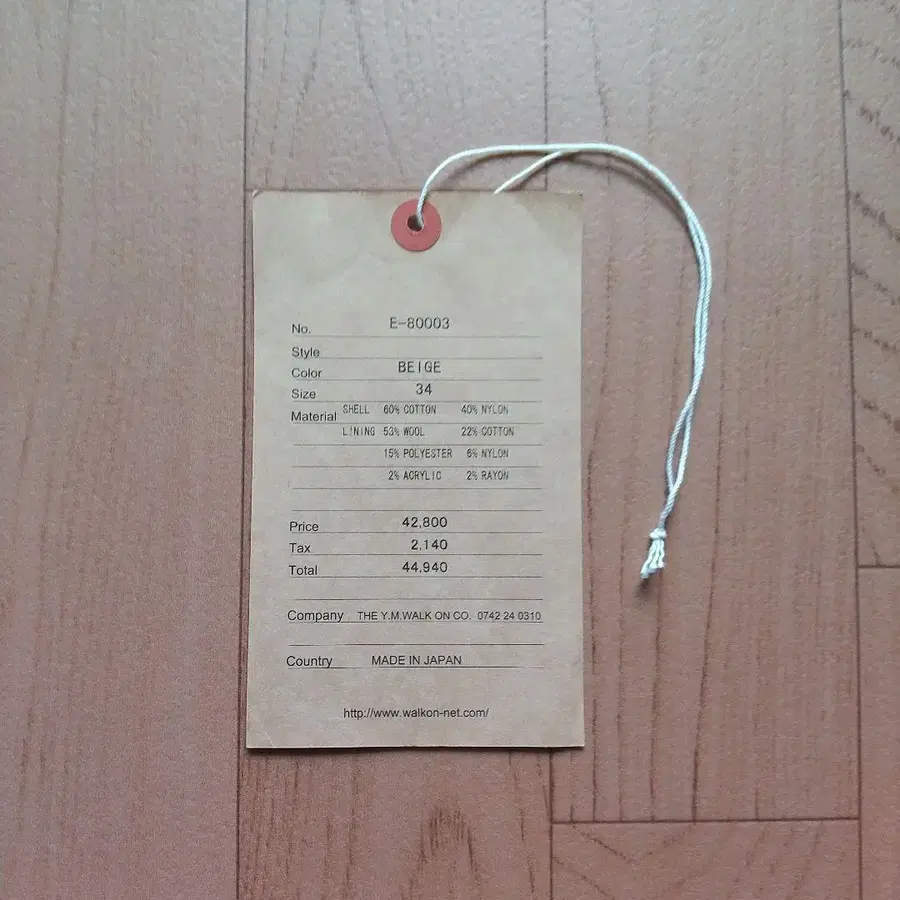 No. E-80003
Style
Color BEIGE
Size 34
Material SHELL 60% COTTON 40% NYLON
LINING 53% WOOL 22% COTTON
15% POLYESTER 6% NYLON
2% ACRYLIC 2% RAYON
Price 42,800
Tax 2,140
Total 44,940
Company THE Y.M.WALK ON CO. 0742 24 0310
Country MADE IN JAPAN
http://www.walkon-net.com/